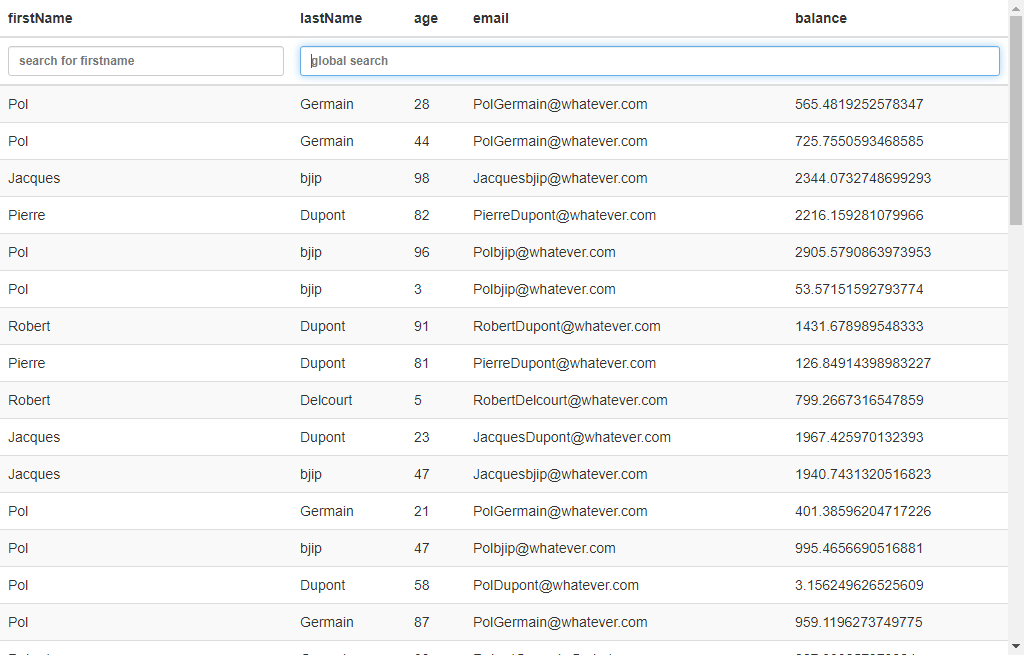 firstName lastName age email balance
search for firstname global search
Pol Germain 28 PolGermain@whatever.com 565.4819252578347
Pol Germain 44 PolGermain@whatever.com 725.7550593468585
Jacques bjip 98 Jacquesbjip@whatever.com 2344.0732748699293
Pierre Dupont 82 PierreDupont@whatever.com 2216.159281079966
Pol bjip 96 Polbjip@whatever.com 2905.5790863973953
Pol bjip 3 Polbjip@whatever.com 53.57151592793774
Robert Dupont 91 RobertDupont@whatever.com 1431.678989548333
Pierre Dupont 81 PierreDupont@whatever.com 126.84914398983227
Robert Delcourt 5 RobertDelcourt@whatever.com 799.2667316547859
Jacques Dupont 23 JacquesDupont@whatever.com 1967.425970132393
Jacques bjip 47 Jacquesbjip@whatever.com 1940.7431320516823
Pol Germain 21 PolGermain@whatever.com 401.38596204717226
Pol bjip 47 Polbjip@whatever.com 995.4656690516881
Pol Dupont 58 PolDupont@whatever.com 3.156249626525609
Pol Germain 87 PolGermain@whatever.com 959.1196273749775